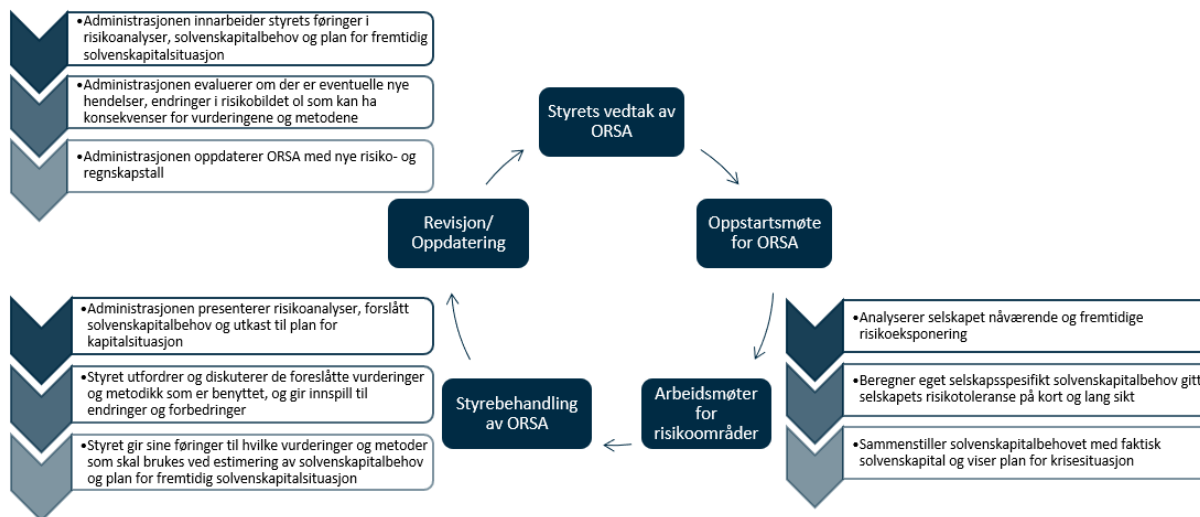 •Administrasjonen innarbeider styrets føringer i
risikoanalyser, solvenskapitalbehov og plan for fremtidig
solvenskapitalsituasjon
•Administrasjonen evaluerer om der er eventuelle nye
hendelser, endringer i risikobildet ol som kan ha
konsekvenser for vurderingene og metodene
•Administrasjonen oppdaterer ORSA med nye risiko- og
regnskapstall
Styrets vedtak av
ORSA
Revisjon/
Oppdatering
Oppstartsmøte
for ORSA
•Administrasjonen presenterer risikoanalyser, forslått
solvenskapitalbehov og utkast til plan for
kapitalsituasjon
•Styret utfordrer og diskuterer de foreslåtte vurderinger
og metodikk som er benyttet, og gir innspill til
endringer og forbedringer
•Styret gir sine føringer til hvilke vurderinger og metoder
som skal brukes ved estimering av solvenskapitalbehov
og plan for fremtidig solvenskapitalsituasjon
Styrebehandling
av ORSA
Arbeidsmøter
for
risikoområder
•Analyserer selskapet nåværende og fremtidige
risikoeksponering
•Beregner eget selskapsspesifikt solvenskapitalbehov gitt
selskapets risikotoleranse på kort og lang sikt
•Sammenstiller solvenskapitalbehovet med faktisk
solvenskapital og viser plan for krisesituasjon